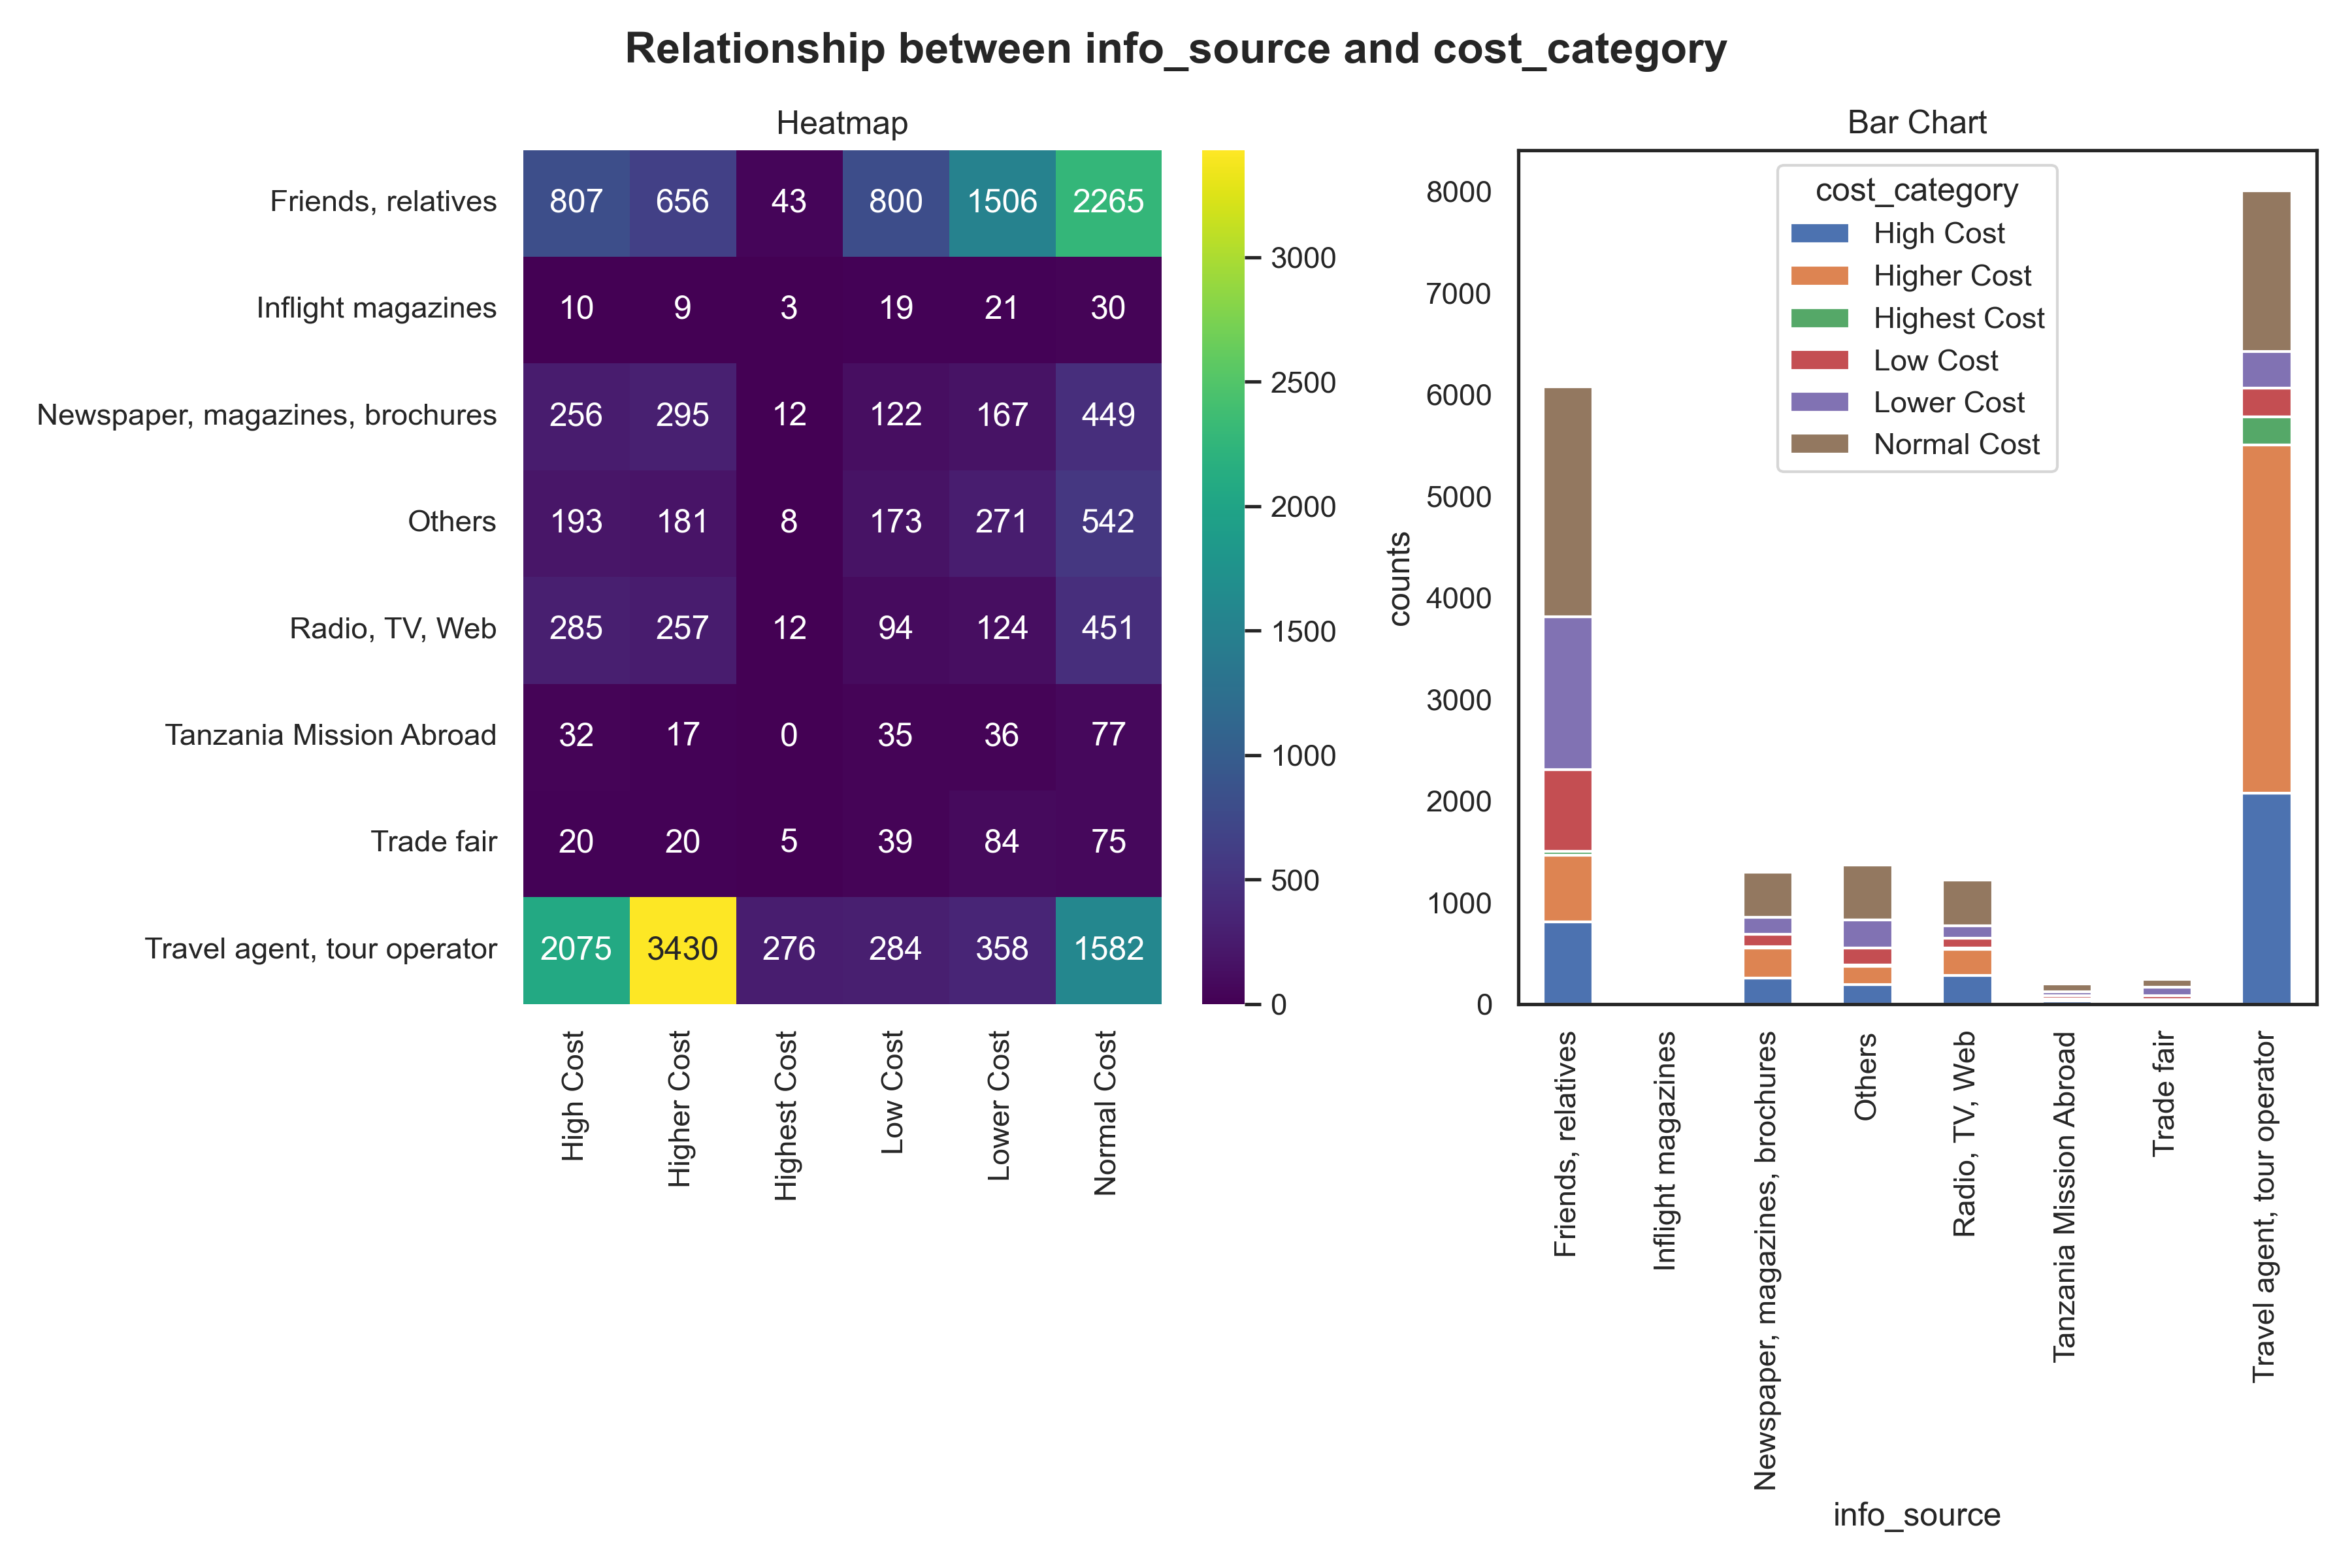 Relationship between info_source and cost_category
Heatmap
Friends, relatives
Inflight magazines
Newspaper, magazines, brochures
Others
Radio, TV, Web
Tanzania Mission Abroad
Trade fair
Travel agent, tour operator
807 656 43 800 1506 2265
10 9 3 19 21 30
256 295 12 122 167 449
193 181 8 173 271 542
285 257 12 94 124 451
32 17 0 35 36 77
20 20 5 39 84 75
2075 3430 276 284 358 1582
High Cost
Higher Cost
Highest Cost
Low Cost
Lower Cost
Normal Cost
3000
2500
2000
1500
1000
500
0
Bar Chart
cost_category
High Cost
Higher Cost
Highest Cost
Low Cost
Lower Cost
Normal Cost
counts
8000
7000
6000
5000
4000
3000
2000
1000
0
Friends, relatives
Inflight magazines
Newspaper, magazines, brochures
Others
Radio, TV, Web
Tanzania Mission Abroad
Trade fair
Travel agent, tour operator
info_source